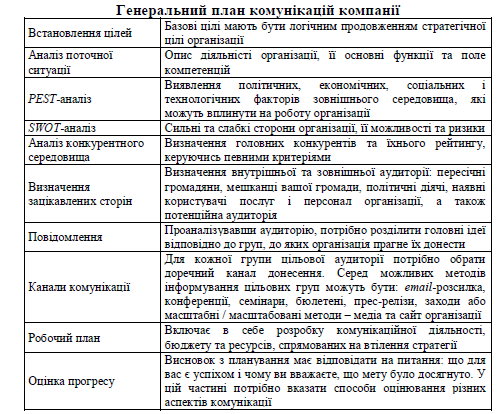 Генеральний план комунікацій компанії
Встановлення цілей
Базові цілі мають бути логічним продовженням стратегічної
цілі організації
Аналіз поточної
ситуації
Опис діяльності організації, її основні функції та поле
компетенцій
PEST-аналіз
Виявлення політичних, економічних, соціальних і
технологічних факторів зовнішнього середовища, які
можуть вплинути на роботу організації
SWOT-аналіз
Сильні та слабкі сторони організації, її можливості та ризики
Аналіз конкурентного
середовища
Визначення головних конкурентів та їхнього рейтингу,
керуючись певними критеріями
Визначення
зацікавлених сторін
Визначення внутрішньої та зовнішньої аудиторії: пересічні
громадяни, мешканці вашої громади, політичні діячі, наявні
користувачі послуг і персонал організації, а також
потенційна аудиторія
Повідомлення
Проаналізувавши аудиторію, потрібно розділити головні ідеї
відповідно до груп, до яких організація прагне їх донести
Канали комунікації
Для кожної групи цільової аудиторії потрібно обрати
доречний канал донесення. Серед можливих методів
інформування цільових груп можуть бути: email-розсилка,
конференції, семінари, бюлетені, прес-релізи, заходи або
масштабні / масштабовані методи – медіа та сайт організації
Робочий план
Включає в себе розробку комунікаційної діяльності,
бюджету та ресурсів, спрямованих на втілення стратегії
Оцінка прогресу
Висновок з планування має відповідати на питання: що для
вас є успіхом і чому ви вважаєте, що мету було досягнуто. У
цій частині потрібно вказати способи оцінювання різних
аспектів комунікації